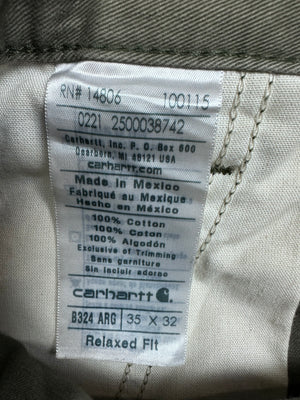 RN# 14806 100115
0221 2500038742
Carhartt, Inc. P.O. Box 600
Dearborn, MI 48121 USA
carhartt.com
Made in Mexico
Fabriqué au Mexique
Hecho en México
100% Cotton
100% Coton
100% Algodón
Exclusive of Trimming
Sans Garniture
Sin incluir adorno
carhartt
B324 ARG 35 X 32
Relaxed Fit